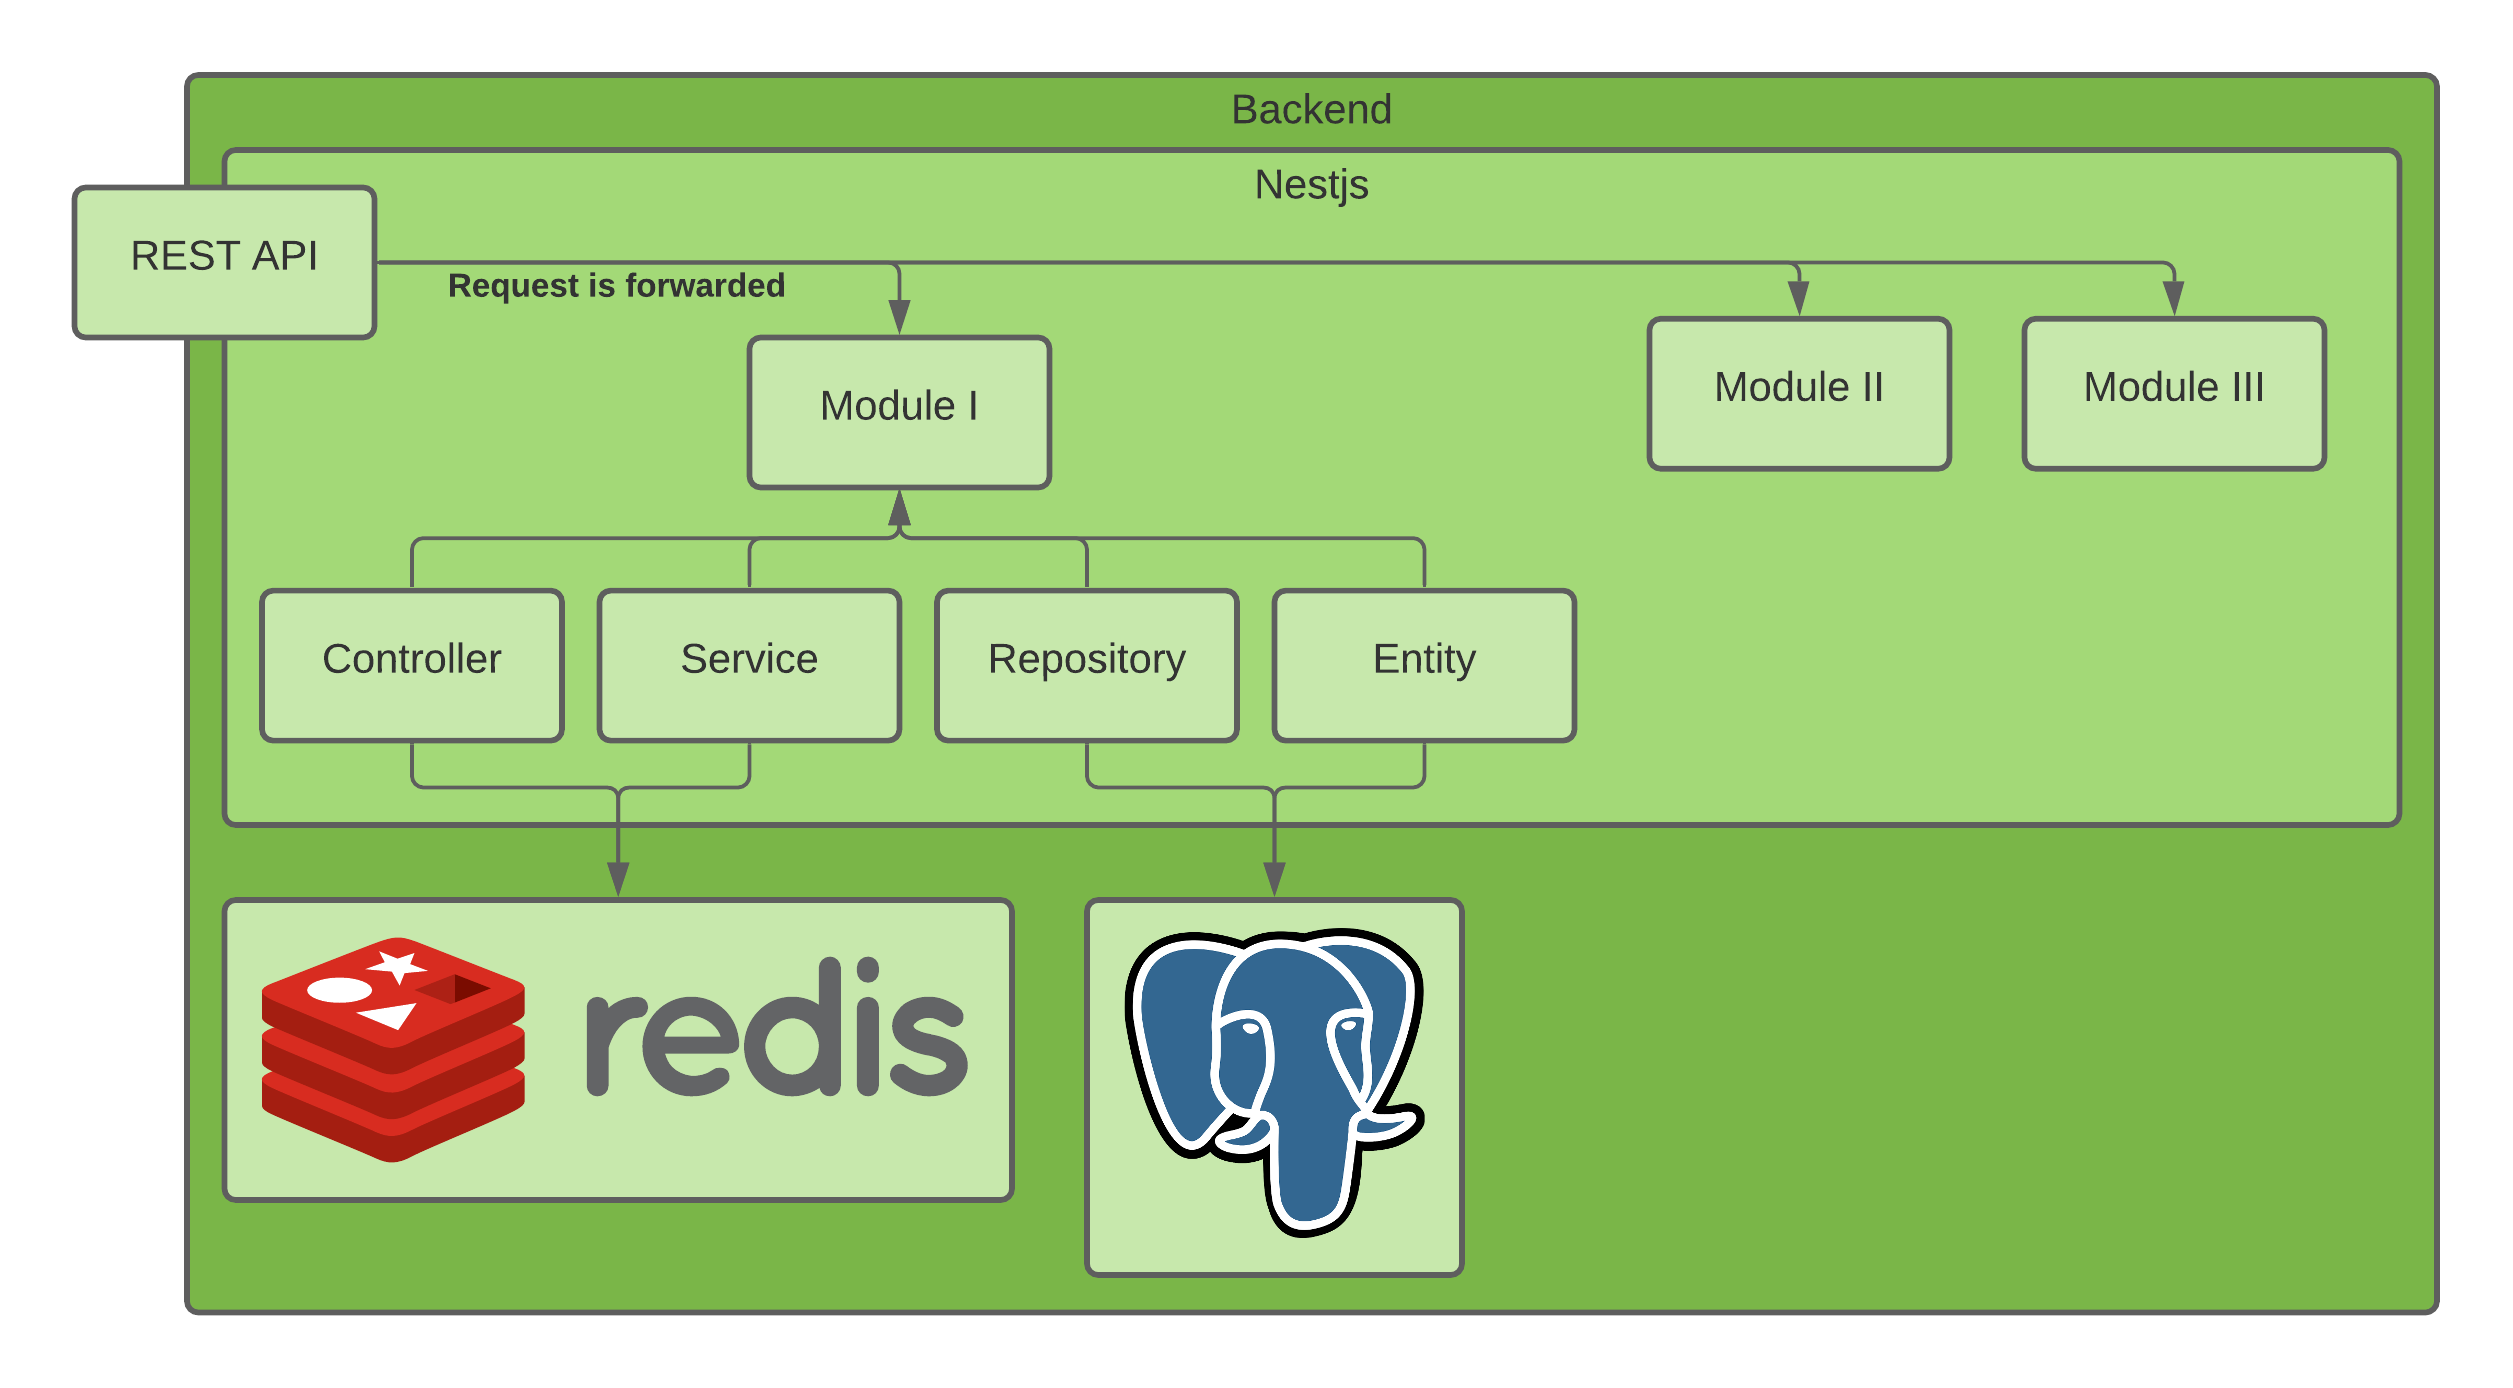 Backend
Nestjs
REST API
Request is forwarded
Module I
Module II
Module III
Controller
Service
Repository
Entity
redis